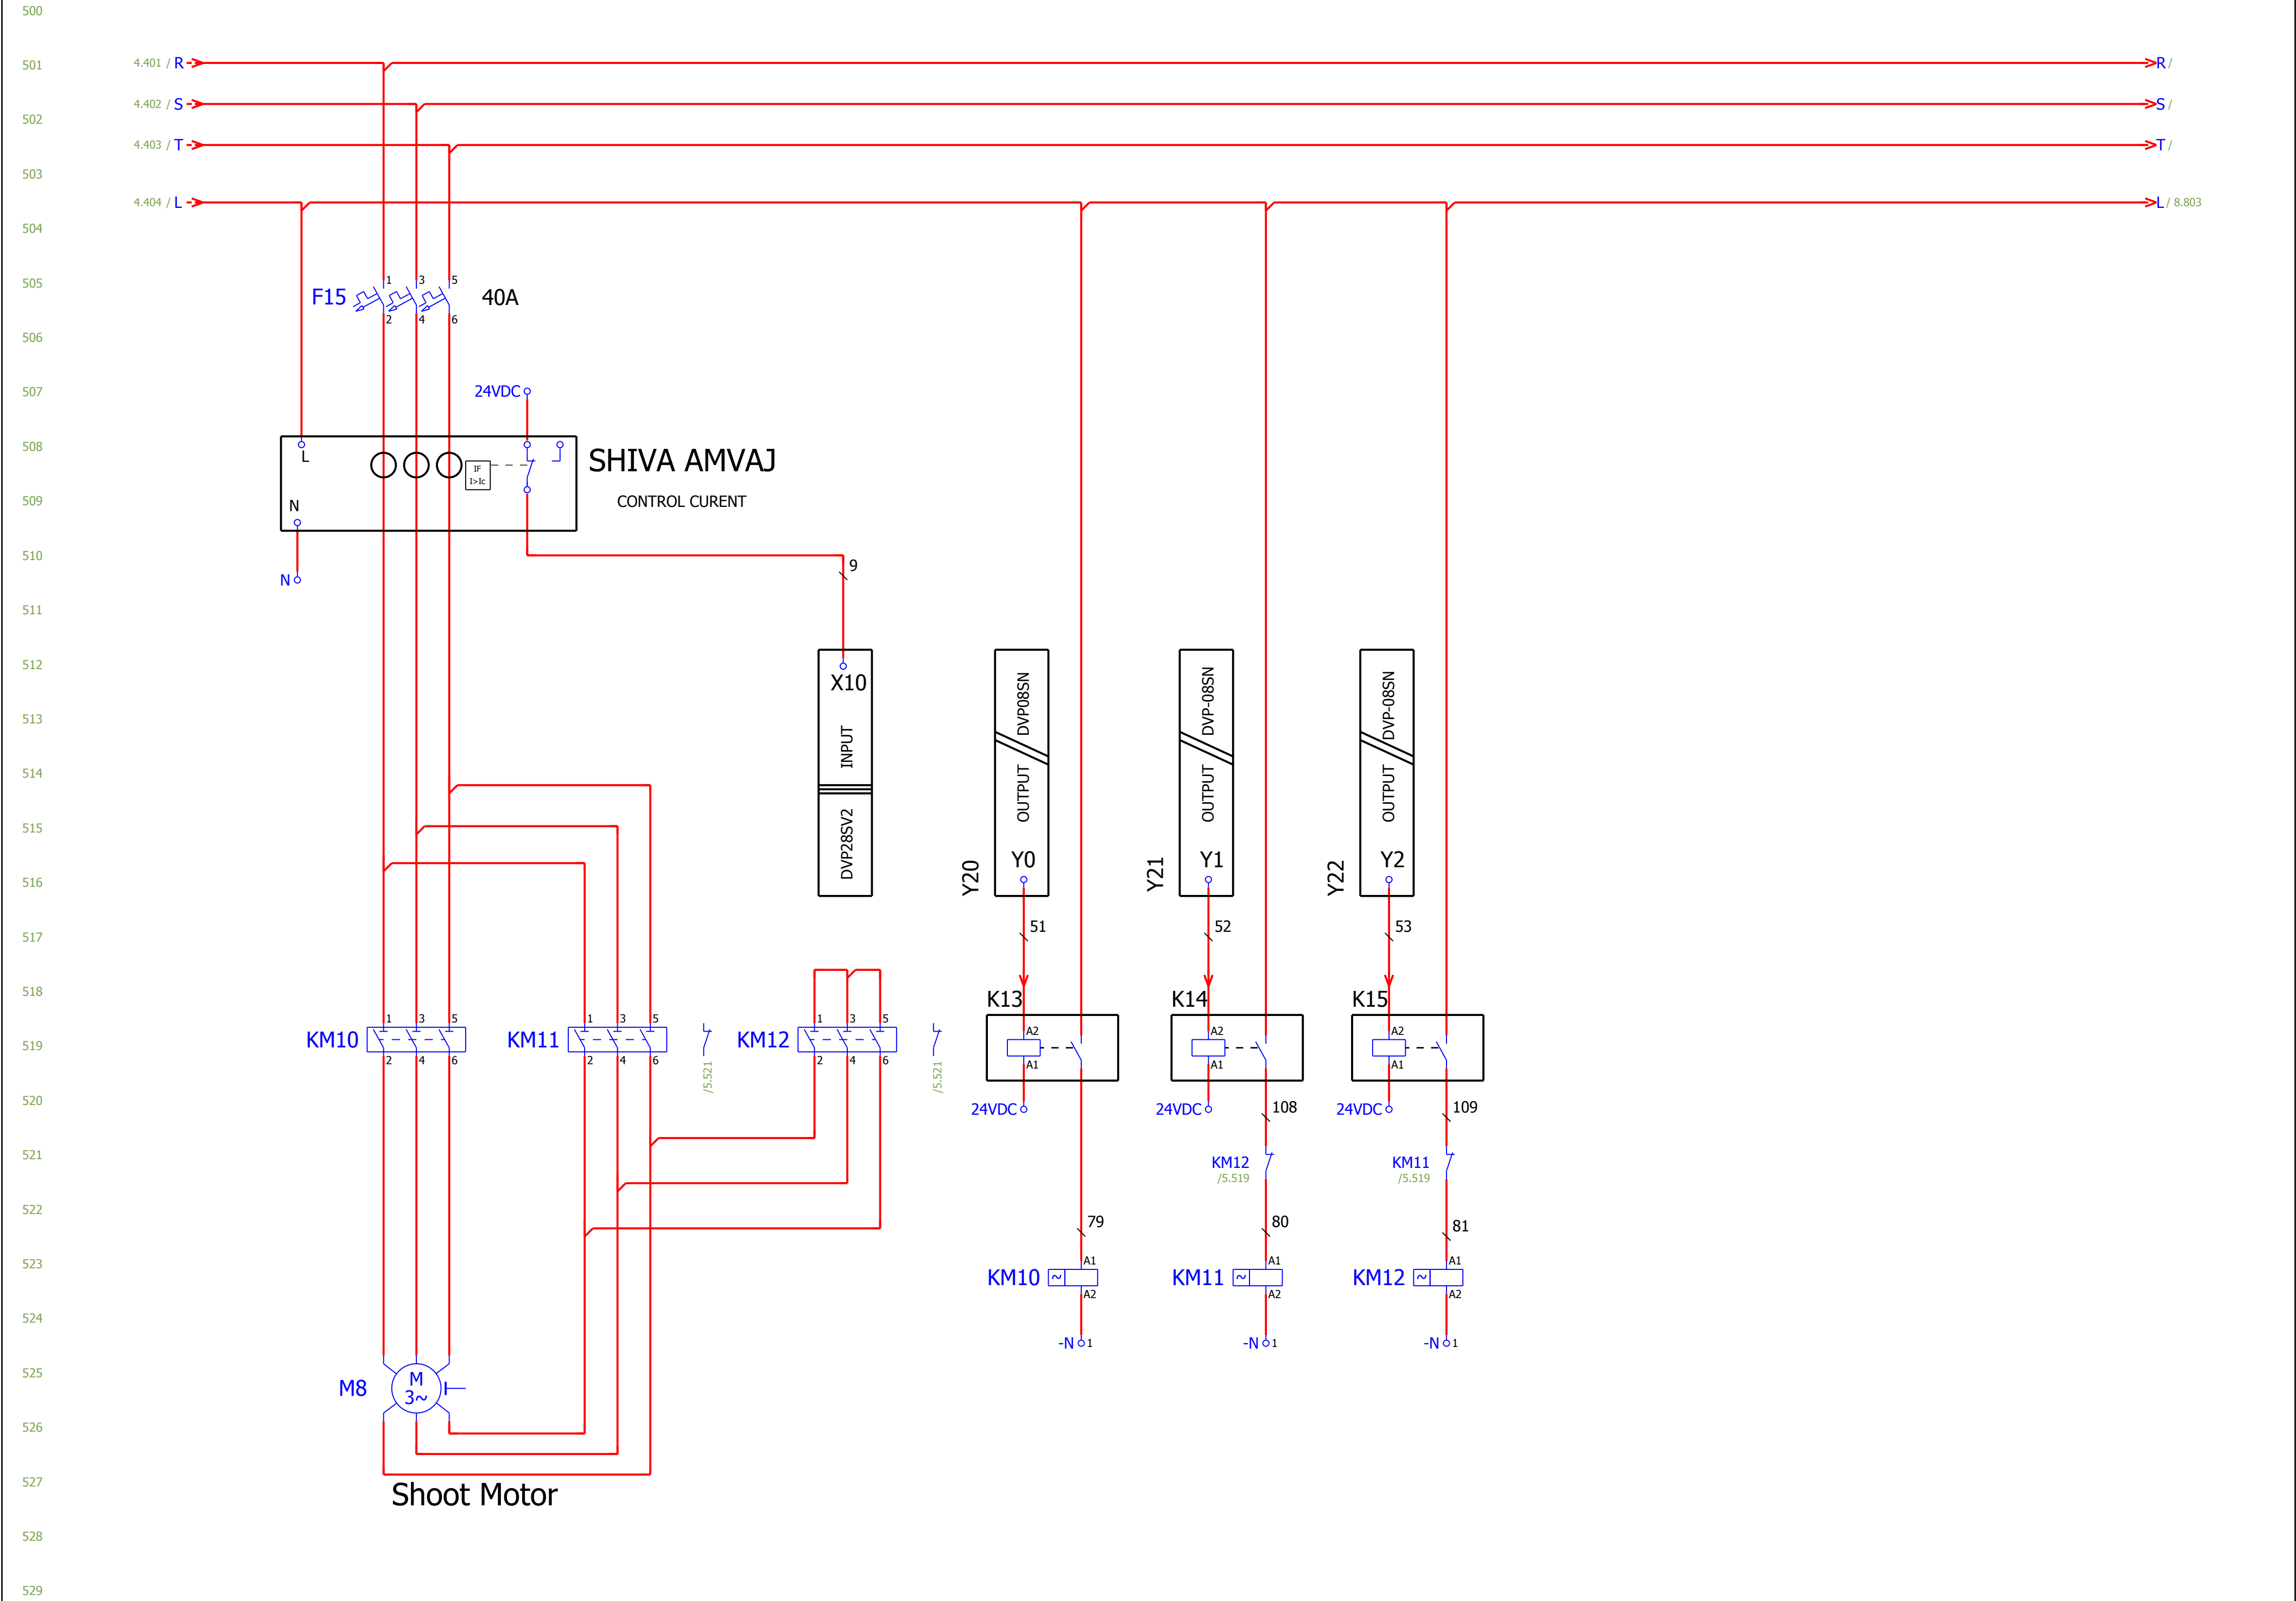 500
501
4.401 / R
R /
4.402 / S
S /
502
4.403 / T
T /
503
4.404 / L
L / 8.803
504
505
1 3 5
F15
40A
2 4 6
506
507
24VDC
508
L
IF
I>Ic
SHIVA AMVAJ
509
N
CONTROL CURENT
510
9
N
511
512
X10
INPUT
DVP28SV2
DVP08SN
OUTPUT
Y0
Y20
DVP-08SN
OUTPUT
Y1
Y21
DVP-08SN
OUTPUT
Y2
Y22
513
514
515
516
517
51
52
53
518
K13
K14
K15
1 3 5
1 3 5
1 3 5
A2
A2
A2
519
KM10
KM11
KM12
2 4 6
2 4 6
2 4 6
/5.521
/5.521
A1
A1
A1
520
24VDC
24VDC
24VDC
108
109
521
KM12
/5.519
KM11
/5.519
522
79
80
81
523
A1
A1
A1
KM10 ~
KM11 ~
KM12 ~
A2
A2
A2
524
-N 1
-N 1
-N 1
525
M8
M
3~
526
527
Shoot Motor
528
529